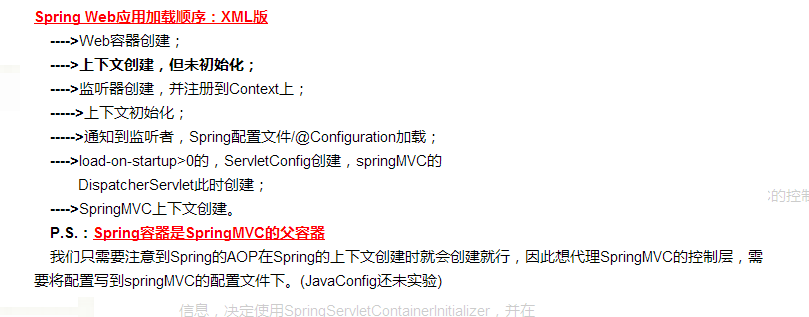 Spring Web应用加载顺序：XML版
---->Web容器创建；
---->上下文创建，但未初始化；
---->监听器创建，并注册到Context上；
----->上下文初始化；
----->通知到监听者，Spring配置文件/@Configuration加载；
---->load-on-startup>0的，ServletConfig创建，springMVC的
DispatcherServlet此时创建；
---->SpringMVC上下文创建。
P.S.：Spring容器是SpringMVC的父容器
的控制
我们只需要注意到Spring的AOP在Spring的上下文创建时就会创建就行，因此想代理SpringMVC的控制层，需
要将配置写到springMVC的配置文件下。(JavaConfig还未实验)
信息，决定使用SpringServletContainerInitializer，并在